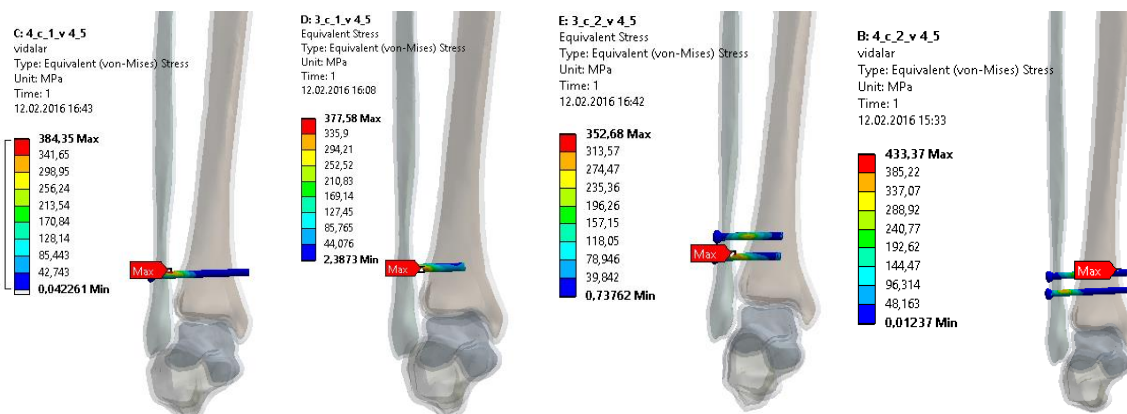 C: 4_c_1_v 4_5
vidalar
Type: Equivalent (von-Mises) Stress
Unit: MPa
Time: 1
12.02.2016 16:43
384,35 Max
341,65
298,95
256,24
213,54
170,84
128,14
85,443
42,743
0,042261 Min
Max
D: 3_c_1_v 4_5
Equivalent Stress
Type: Equivalent (von-Mises) Stress
Unit: MPa
Time: 1
12.02.2016 16:08
377,58 Max
335,9
294,21
252,52
210,83
169,14
127,45
85,765
44,076
2,3873 Min
Max
E: 3_c_2_v 4_5
Equivalent Stress
Type: Equivalent (von-Mises) Stress
Unit: MPa
Time: 1
12.02.2016 16:42
352,68 Max
313,57
274,47
235,36
196,26
157,15
118,05
78,946
39,842
0,73762 Min
Max
B: 4_c_2_v 4_5
vidalar
Type: Equivalent (von-Mises) Stress
Unit: MPa
Time: 1
12.02.2016 15:33
433,37 Max
385,22
337,07
288,92
240,77
192,62
144,47
96,314
48,163
0,01237 Min
Max